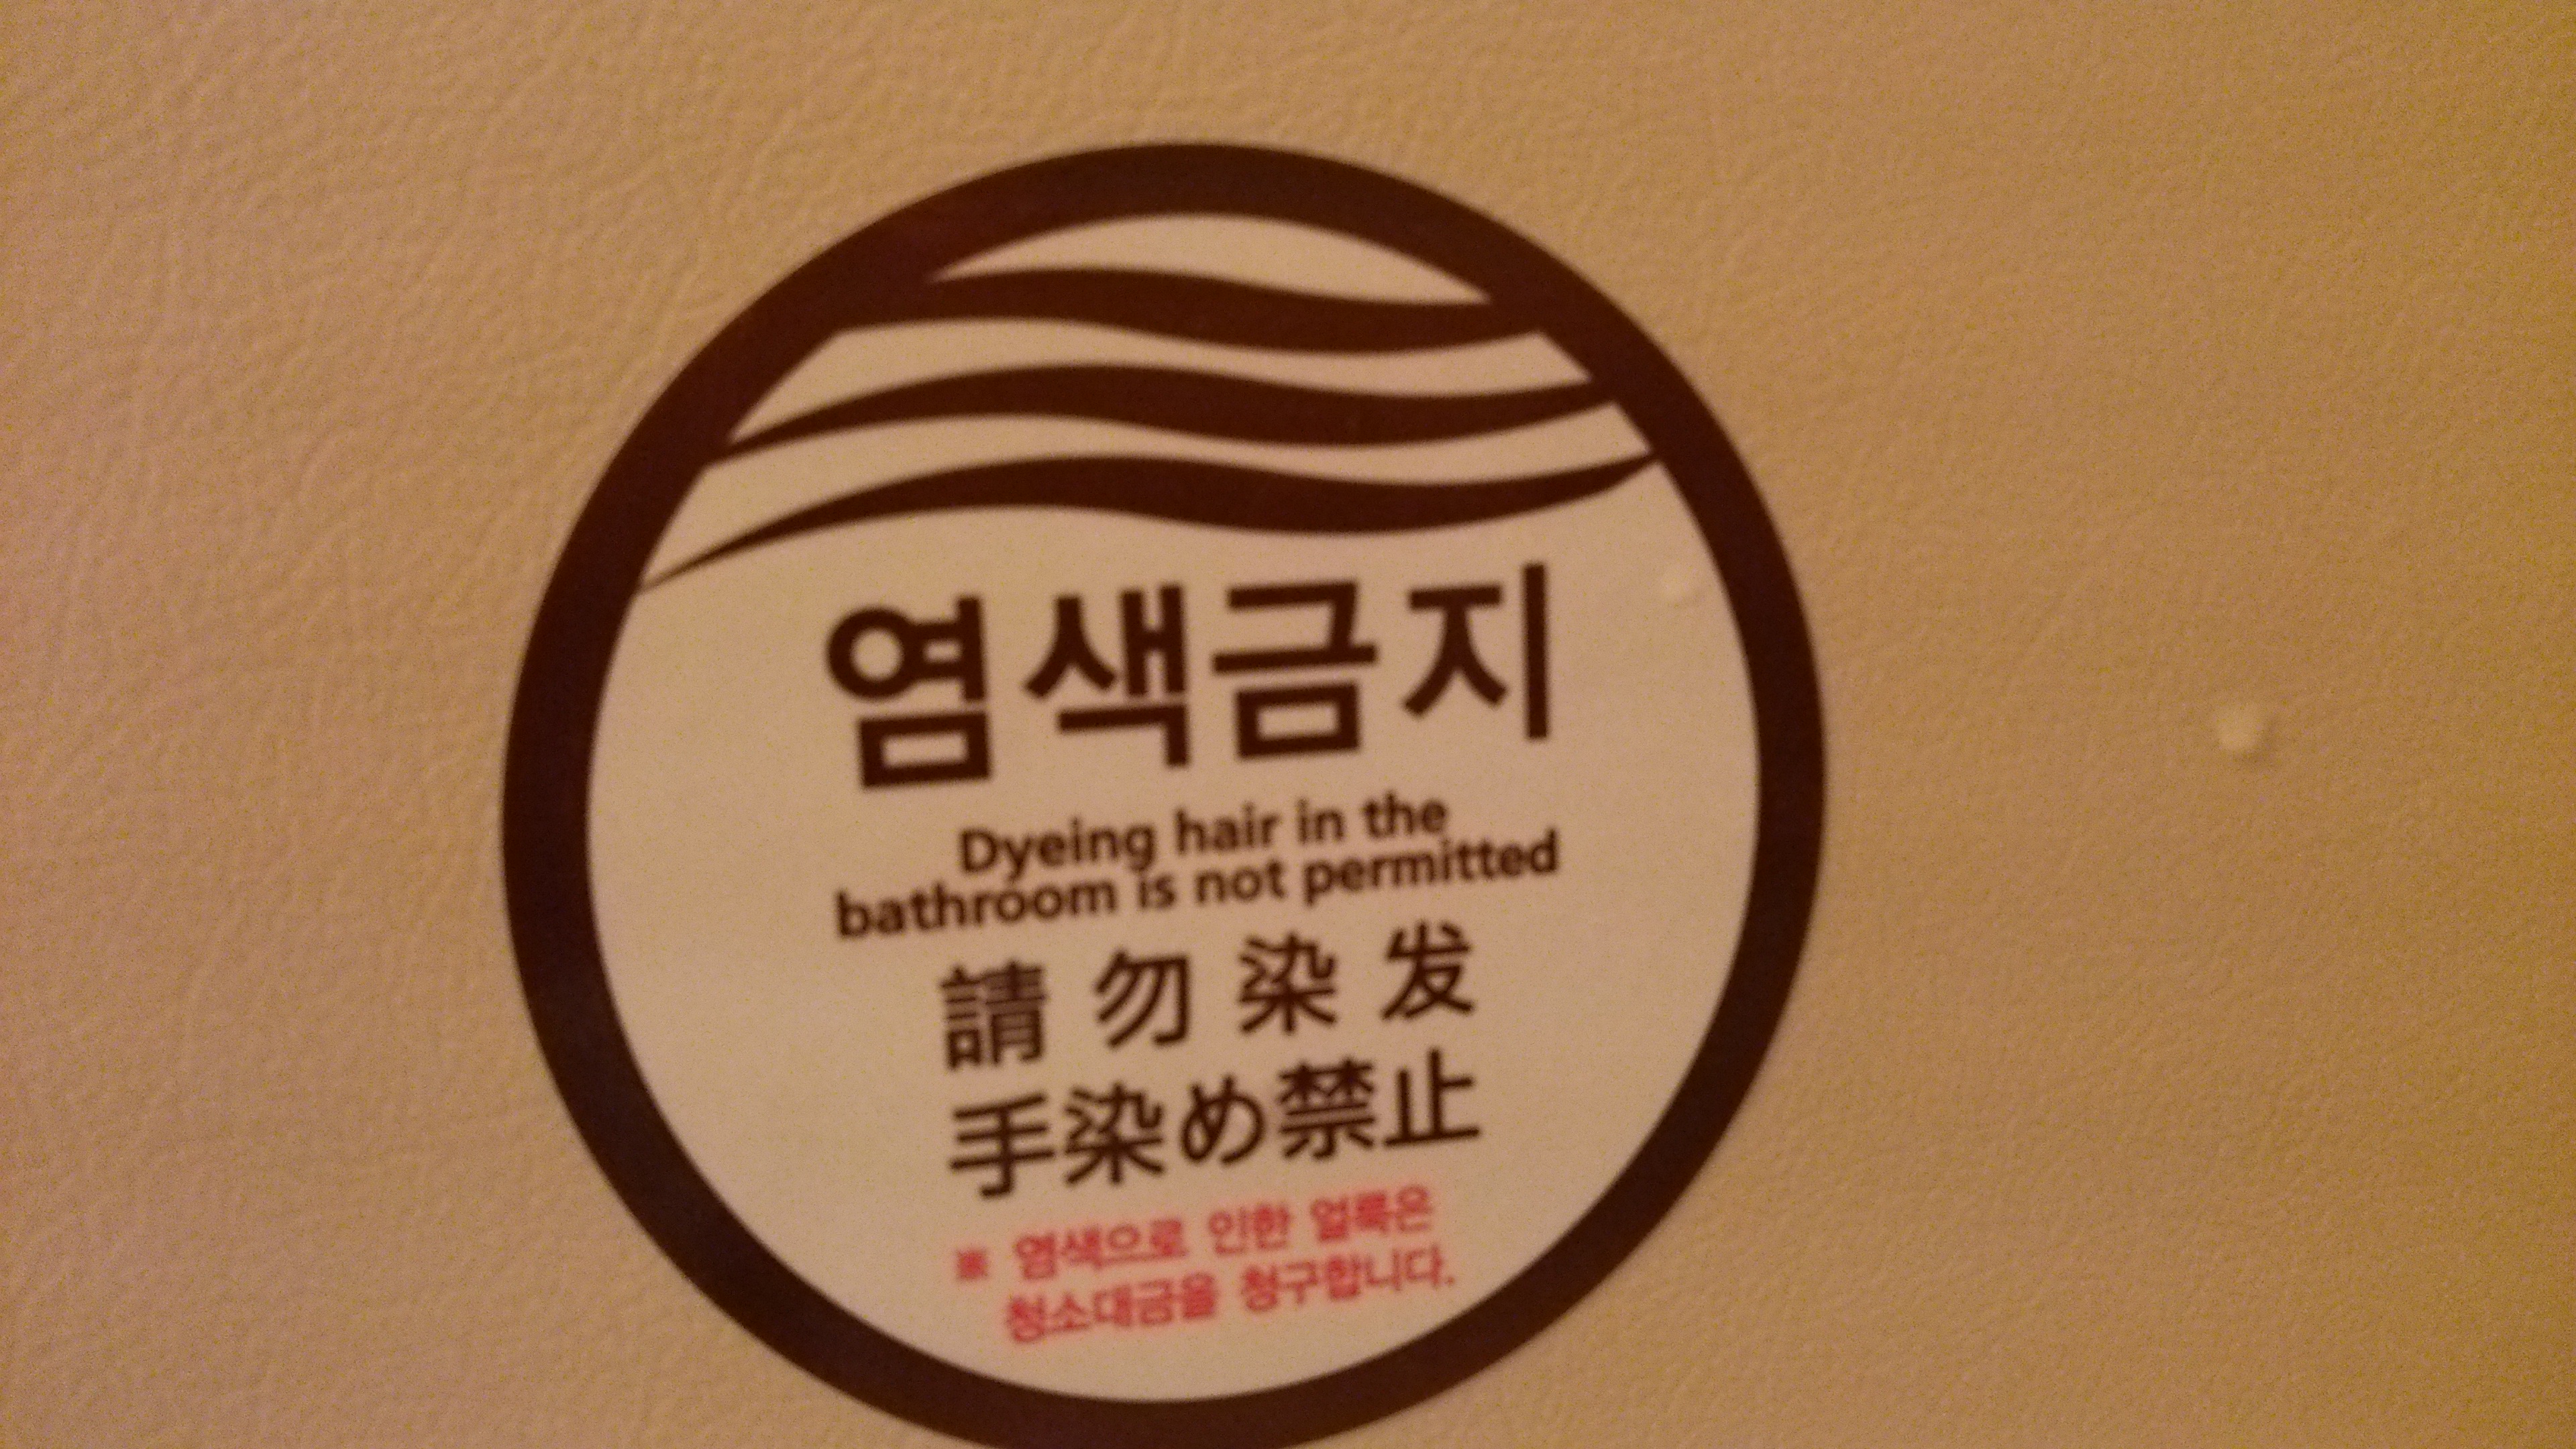 염색금지
Dyeing hair in the
bathroom is not permitted
請勿染发
手染め禁止
※ 염색으로 인한 얼룩은
청소대금을 청구합니다.